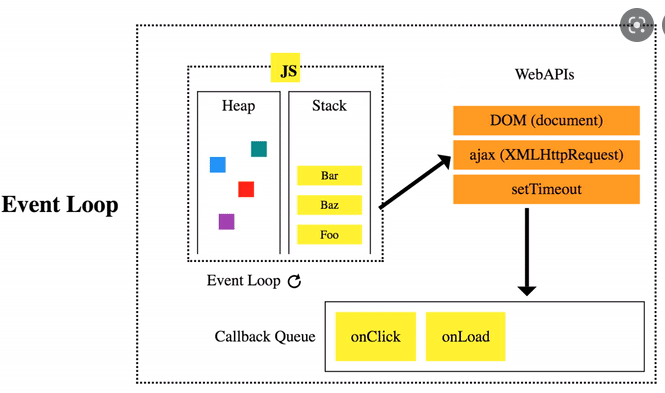 JS
WebAPIs
Heap
Stack
DOM (document)
ajax (XMLHttpRequest)
setTimeout
Bar
Baz
Foo
Event Loop
Event Loop
Callback Queue
onClick
onLoad